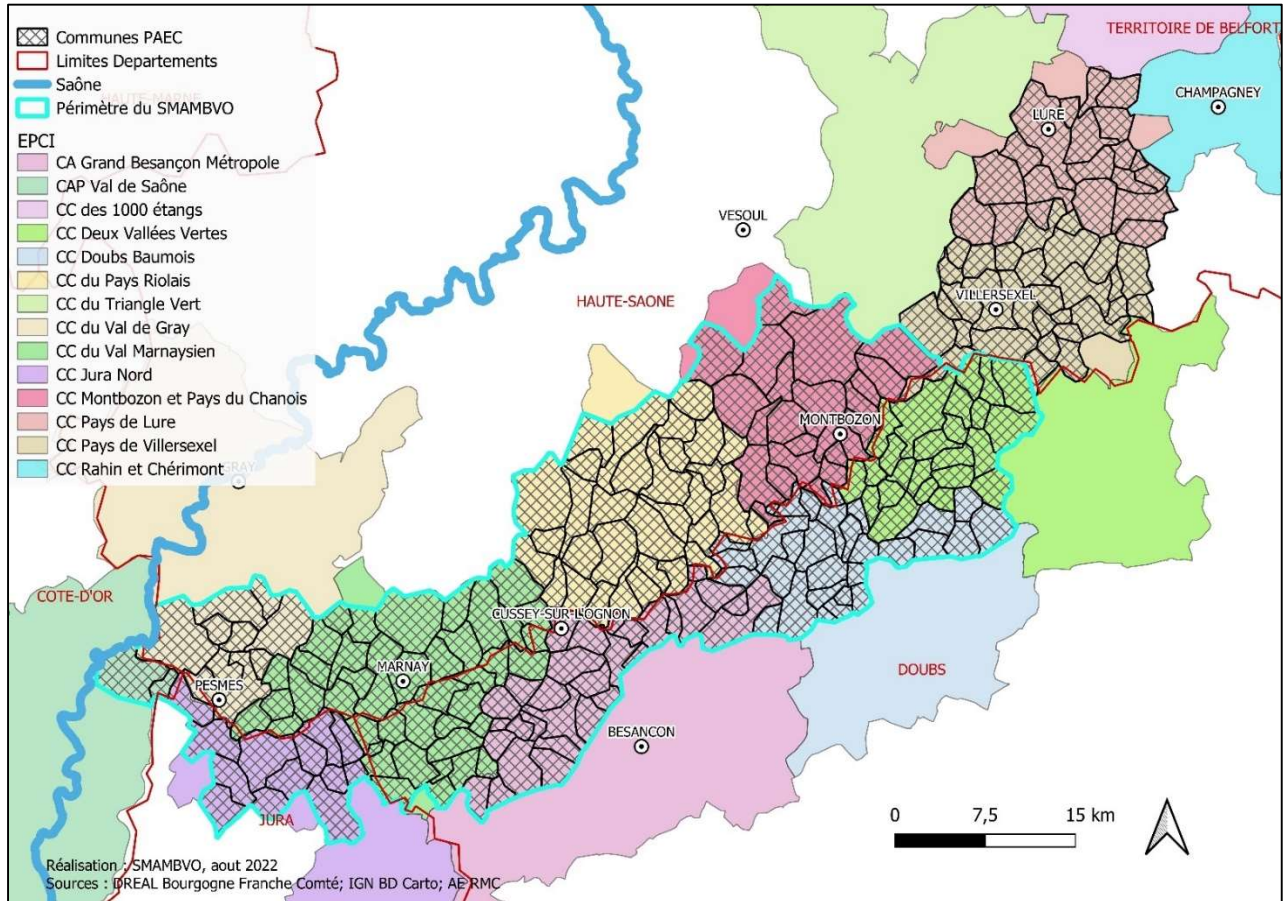 Communes PAEC
Limites Departements
Saône
Périmètre du SMAMBVO
EPCI
CA Grand Besançon Métropole
CAP Val de Saône
CC des 1000 étangs
CC Deux Vallées Vertes
CC Doubs Baumois
CC du Pays Riolais
CC du Triangle Vert
CC du Val de Gray
CC du Val Marnaysien
CC Jura Nord
CC Montbozon et Pays du Chanois
CC Pays de Lure
CC Pays de Villersexel
CC Rahin et Chérimont
HAUTE-MARNE
TERRITOIRE DE BELFORT
CHAMPAGNEY
LURE
VESOUL
HAUTE-SAONE
VILLERSEXEL
MONTBOZON
GRAY
COTE-D'OR
CUSSEY-SUR-L'OGNON
MARNAY
PESMES
DOUBS
BESANCON
JURA
0 7,5 15 km
Réalisation : SMAMBVO, aout 2022
Sources : DREAL Bourgogne Franche Comté; IGN BD Carto; AE RMC